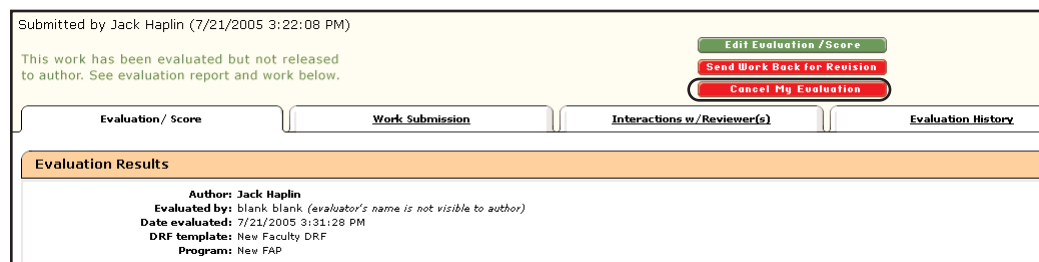 Submitted by Jack Haplin (7/21/2005 3:22:08 PM)
This work has been evaluated but not released
to author. See evaluation report and work below.
Edit Evaluation /Score
Send Work Back for Revision
Cancel My Evaluation
Evaluation/ Score
Work Submission
Interactions w/Reviewer(s)
Evaluation History
Evaluation Results
Author: Jack Haplin
Evaluated by: blank blank (evaluator's name is not visible to author)
Date evaluated: 7/21/2005 3:31:28 PM
DRF template: New Faculty DRF
Program: New FAP